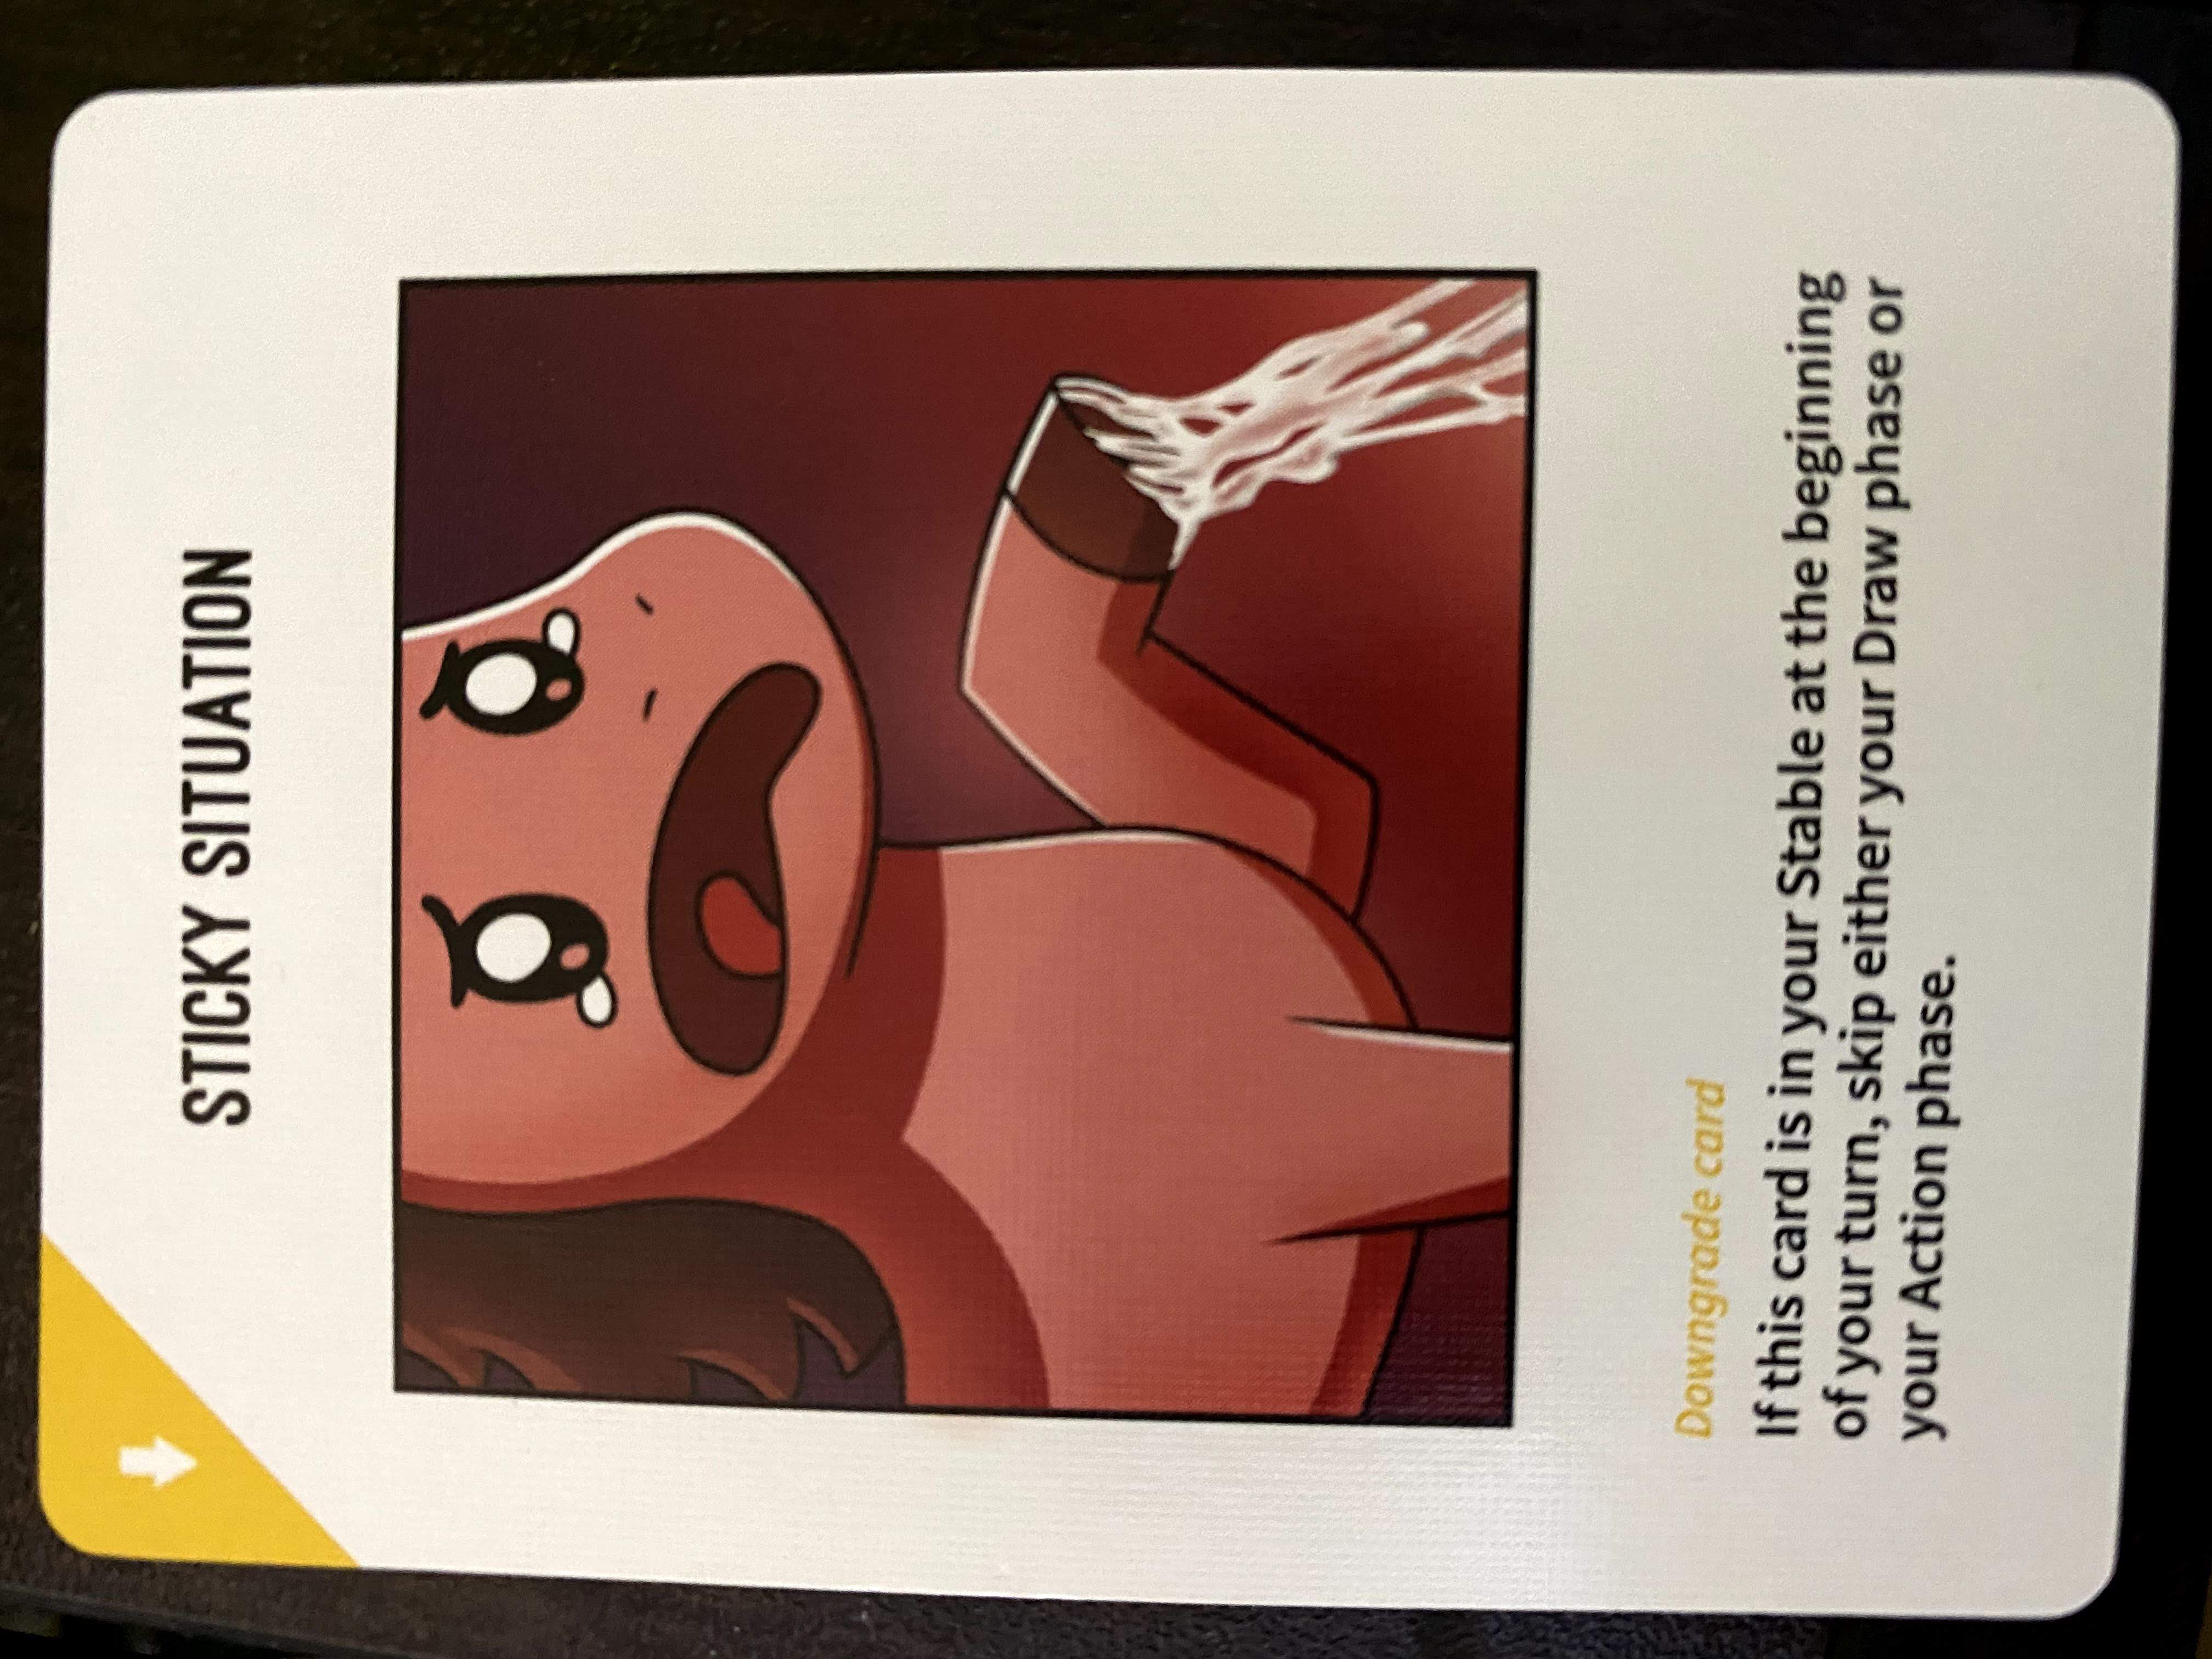 STICKY SITUATION
Downgrade card
If this card is in your Stable at the beginning
of your turn, skip either your Draw phase or
your Action phase.